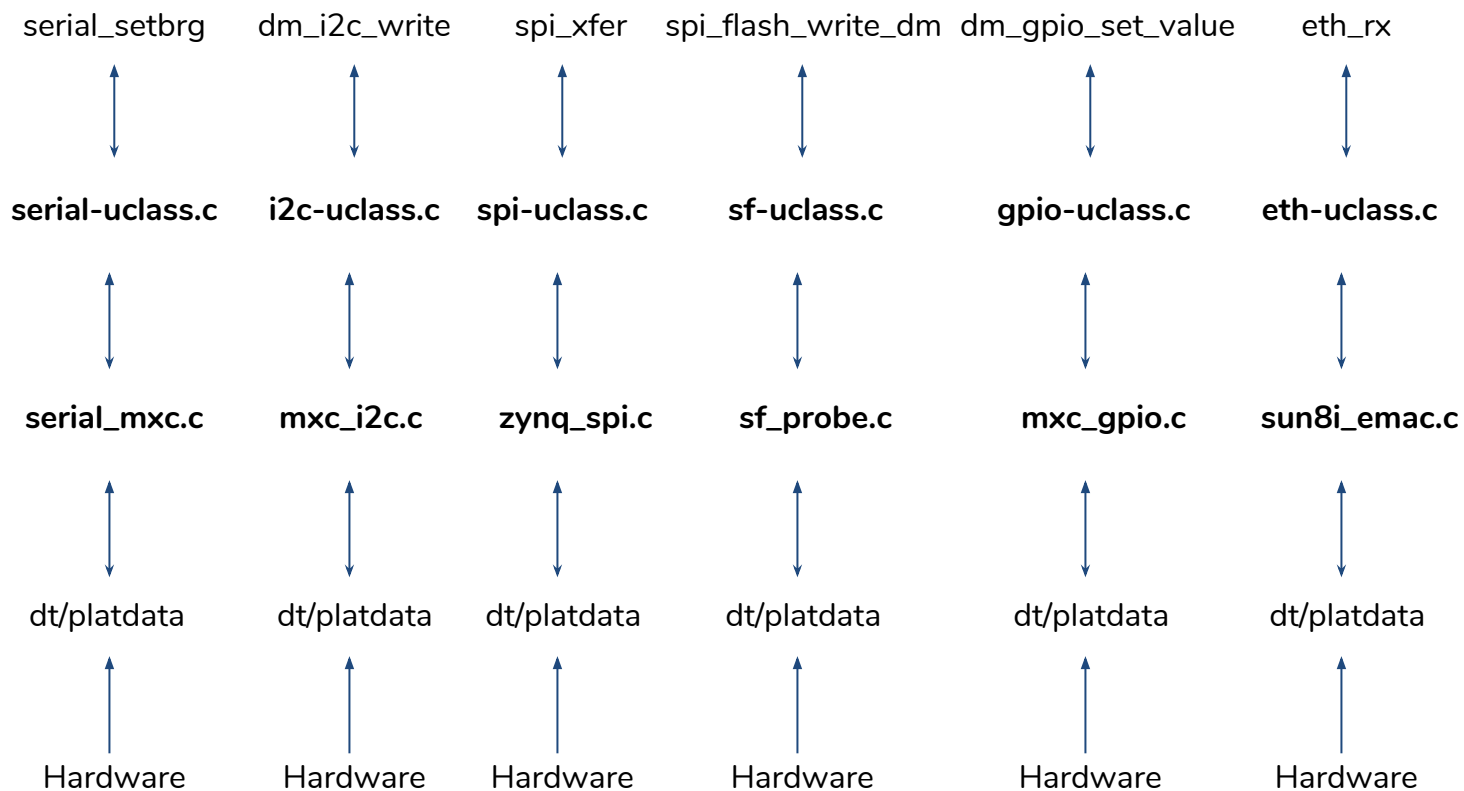 serial_setbrg dm_i2c_write spi_xfer spi_flash_write_dm dm_gpio_set_value eth_rx
serial-uclass.c i2c-uclass.c spi-uclass.c sf-uclass.c gpio-uclass.c eth-uclass.c
serial_mxc.c mxc_i2c.c zynq_spi.c sf_probe.c mxc_gpio.c sun8i_emac.c
dt/platdata dt/platdata dt/platdata dt/platdata dt/platdata dt/platdata
Hardware Hardware Hardware Hardware Hardware Hardware